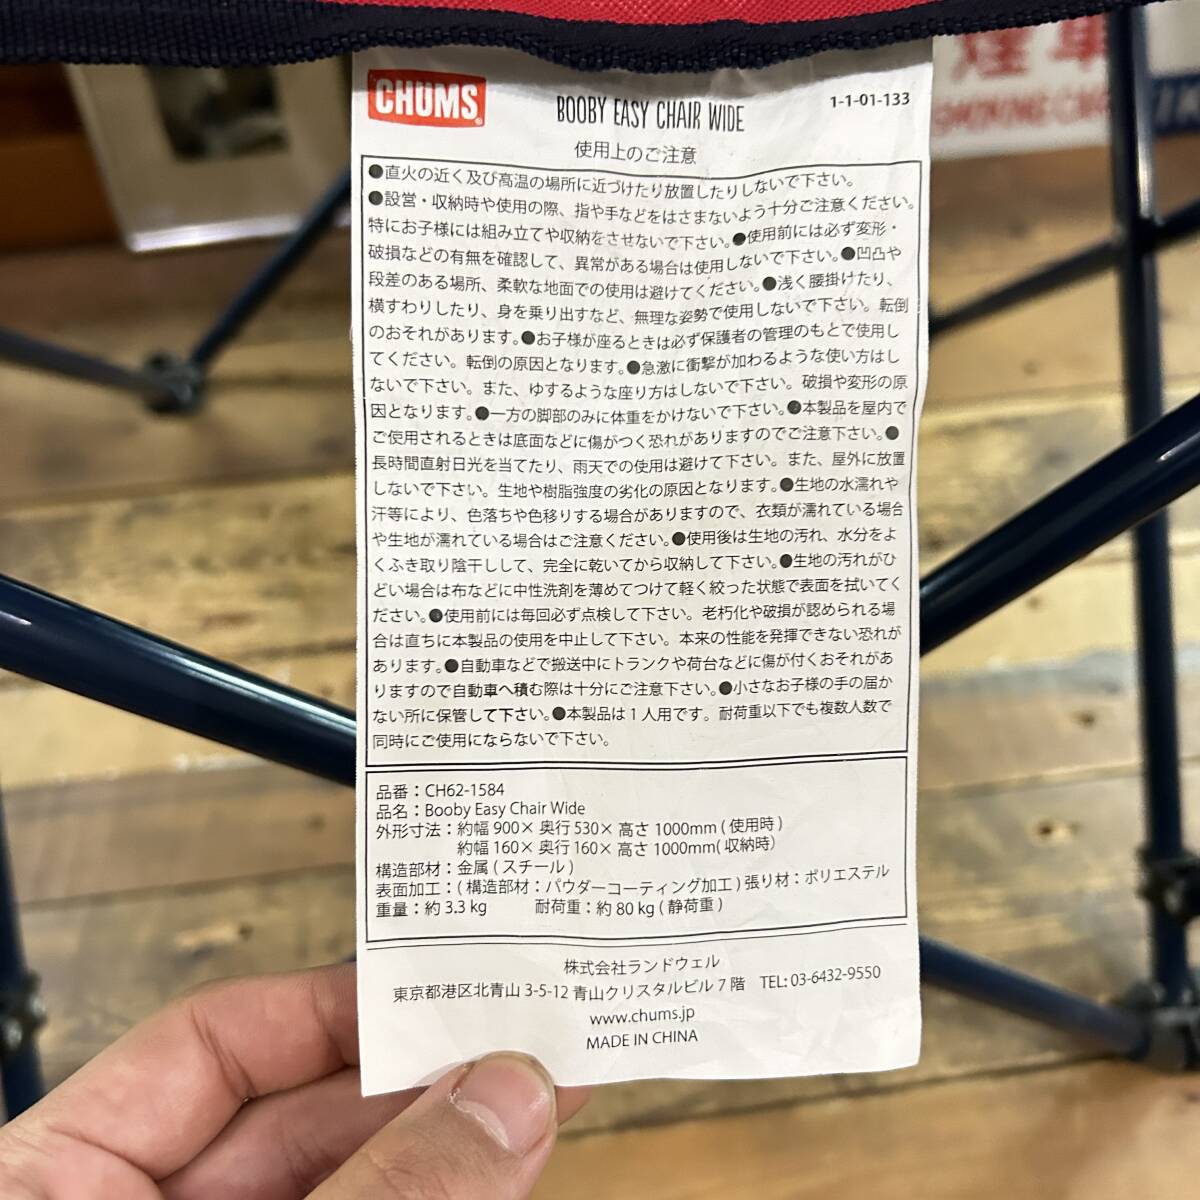 煙車
SMOKING CAR
CHUMS
BOOBY EASY CHAIR WIDE
1-1-01-133
使用上のご注意
●直火の近く及び高温の場所に近づけたり放置したりしないで下さい。
●設営・収納時や使用の際、指や手などをはさまないよう十分ご注意ください。
特にお子様には組み立てや収納をさせないで下さい。●使用前には必ず変形・
破損などの有無を確認して、異常がある場合は使用しないで下さい。●凹凸や
段差のある場所、柔軟な地面での使用は避けてください。●浅く腰掛けたり、
横すわりしたり、身を乗り出すなど、無理な姿勢で使用しないで下さい。転倒
のおそれがあります。●お子様が座るときは必ず保護者の管理のもとで使用し
てください。転倒の原因となります。●急激に衝撃が加わるような使い方はし
ないで下さい。また、ゆするような座り方はしないで下さい。破損や変形の原
因となります。●一方の脚部のみに体重をかけないで下さい。●本製品を屋内で
ご使用されるときは底面などに傷がつく恐れがありますのでご注意下さい。●
長時間直射日光を当てたり、雨天での使用は避けて下さい。また、屋外に放置
しないで下さい。生地や樹脂強度の劣化の原因となります。●生地の水濡れや
汗等により、色落ちや色移りする場合がありますので、衣類が濡れている場合
や生地が濡れている場合はご注意ください。●使用後は生地の汚れ、水分をよ
くふき取り陰干しして、完全に乾いてから収納して下さい。●生地の汚れがひ
どい場合は布などに中性洗剤を薄めてつけて軽く絞った状態で表面を拭いてく
ださい。●使用前には毎回必ず点検して下さい。老朽化や破損が認められる場
合は直ちに本製品の使用を中止して下さい。本来の性能を発揮できない恐れが
あります。●自動車などで搬送中にトランクや荷台などに傷が付くおそれがあ
りますので自動車へ積む際は十分にご注意下さい。●小さなお子様の手の届か
ない所に保管して下さい。●本製品は1人用です。耐荷重以下でも複数人数で
同時にご使用にならないで下さい。
品番：CH62-1584
品名：Booby Easy Chair Wide
外形寸法：約幅 900× 奥行 530× 高さ 1000mm ( 使用時 )
約幅 160× 奥行 160× 高さ 1000mm( 収納時)
構造部材：金属 ( スチール )
表面加工：( 構造部材：パウダーコーティング加工 ) 張り材：ポリエステル
重量：約 3.3 kg 耐荷重：約 80 kg ( 静荷重 )
株式会社ランドウェル
東京都港区北青山 3-5-12 青山クリスタルビル 7 階 TEL: 03-6432-9550
www.chums.jp
MADE IN CHINA